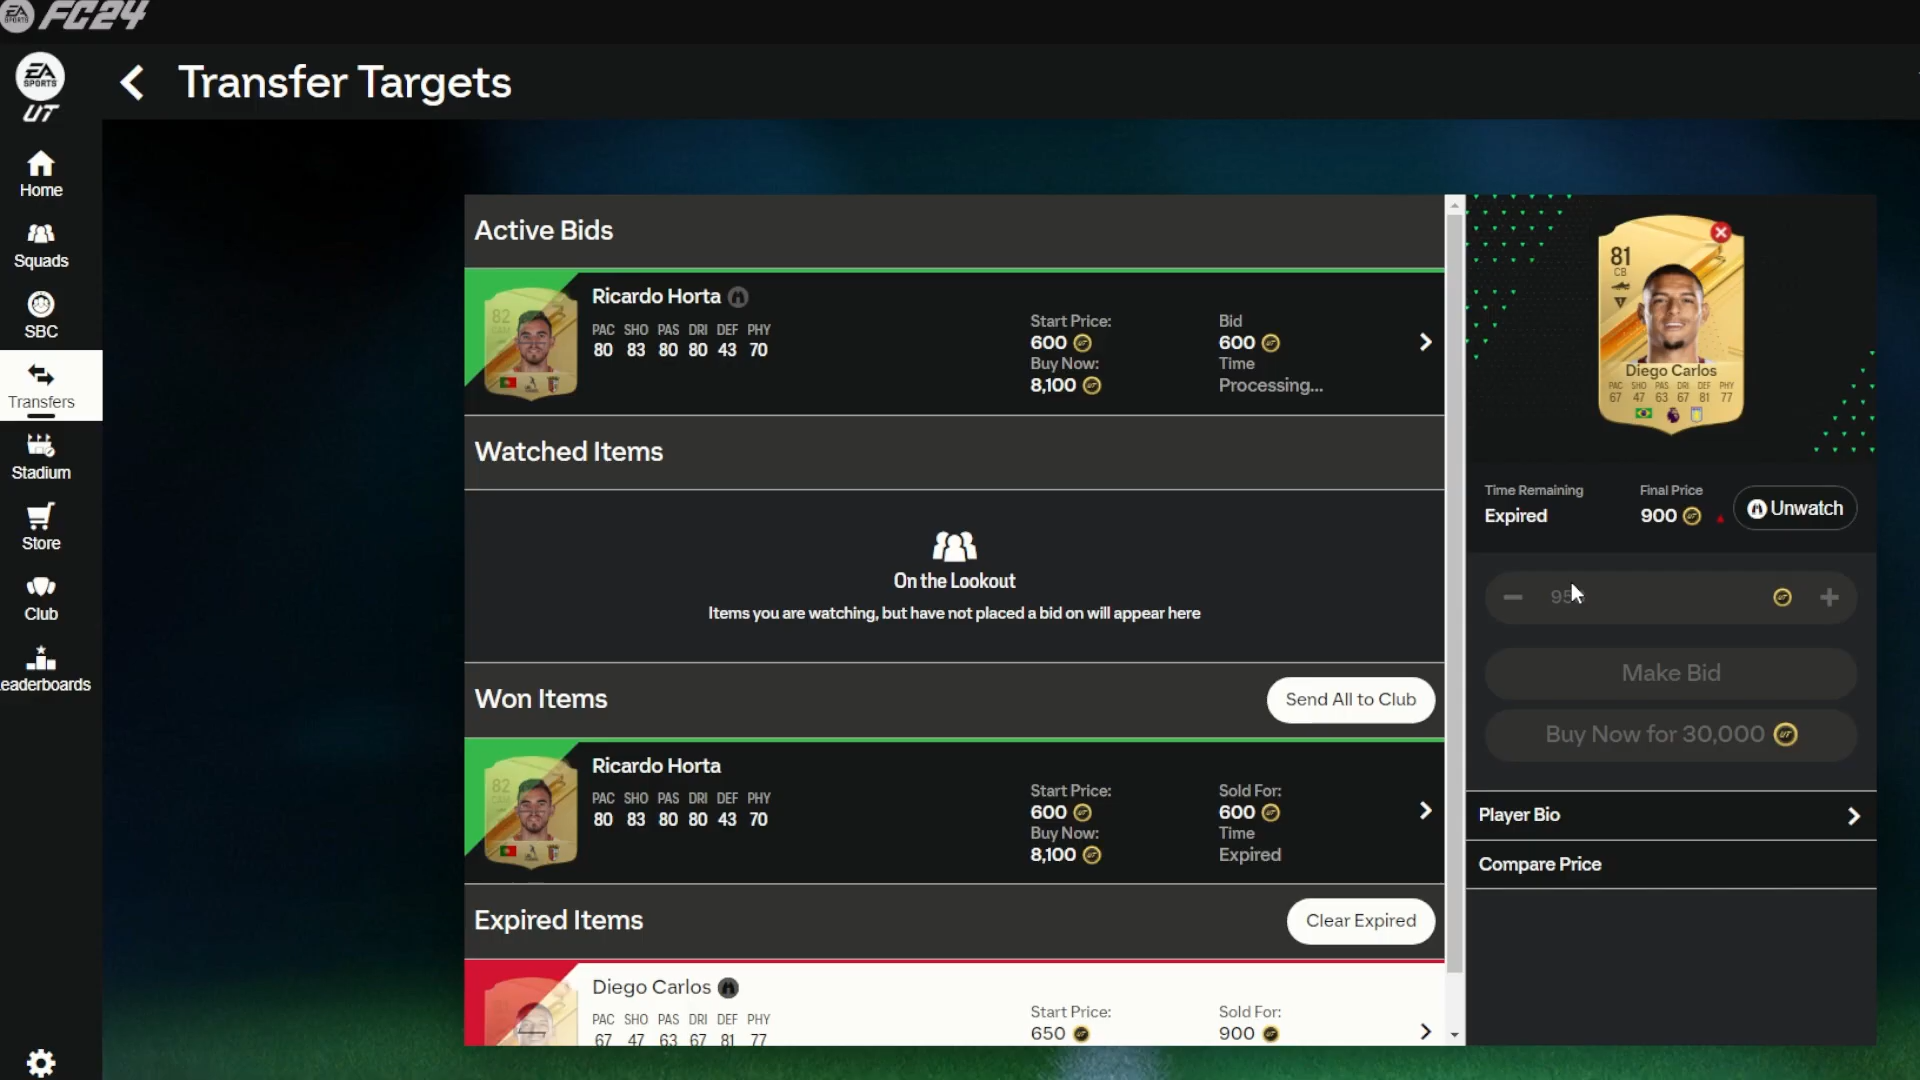 EA SPORTS FC24
EA SPORTS UT
Transfer Targets
Home
Squads
SBC
Transfers
Stadium
Store
Club
eaderboards
Active Bids
82
Ricardo Horta
PAC SHO PAS DRI DEF PHY
80 83 80 80 43 70
Start Price:
600
Buy Now:
8,100
Bid
600
Time
Processing...
Watched Items
On the Lookout
Items you are watching, but have not placed a bid on will appear here
Won Items
Send All to Club
82
Ricardo Horta
PAC SHO PAS DRI DEF PHY
80 83 80 80 43 70
Start Price:
600
Buy Now:
8,100
Sold For:
600
Time
Expired
Expired Items
Clear Expired
Diego Carlos
PAC SHO PAS DRI DEF PHY
67 47 63 67 81 77
Start Price:
650
Sold For:
900
81
CB
Diego Carlos
PAC SHO PAS DRI DEF PHY
67 47 63 67 81 77
Time Remaining
Expired
Final Price
900
Unwatch
Make Bid
Buy Now for 30,000
Player Bio
Compare Price